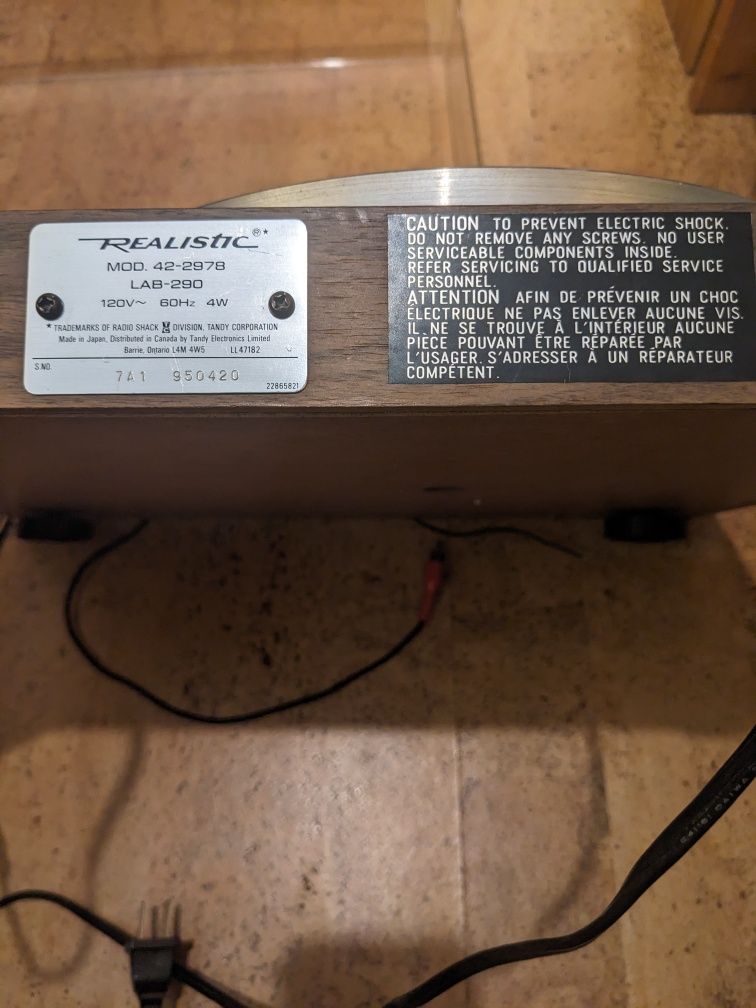 REALISTIC®*
MOD. 42-2978
LAB-290
120V~ 60Hz 4W
* TRADEMARKS OF RADIO SHACK DIVISION, TANDY CORPORATION
Made in Japan, Distributed in Canada by Tandy Electronics Limited
Barrie, Ontario L4M 4W5 LL47182
S.NO.
7A1 950420
22865821
CAUTION TO PREVENT ELECTRIC SHOCK.
DO NOT REMOVE ANY SCREWS. NO USER
SERVICEABLE COMPONENTS INSIDE.
REFER SERVICING TO QUALIFIED SERVICE
PERSONNEL.
ATTENTION AFIN DE PRÉVENIR UN CHOC
ÉLECTRIQUE NE PAS ENLEVER AUCUNE VIS.
IL NE SE TROUVE À L'INTÉRIEUR AUCUNE
PIECE POUVANT ÊTRE RÉPARÉE PAR
L'USAGER. S'ADRESSER À UN RÉPARATEUR
COMPÉTENT.
DAIWA